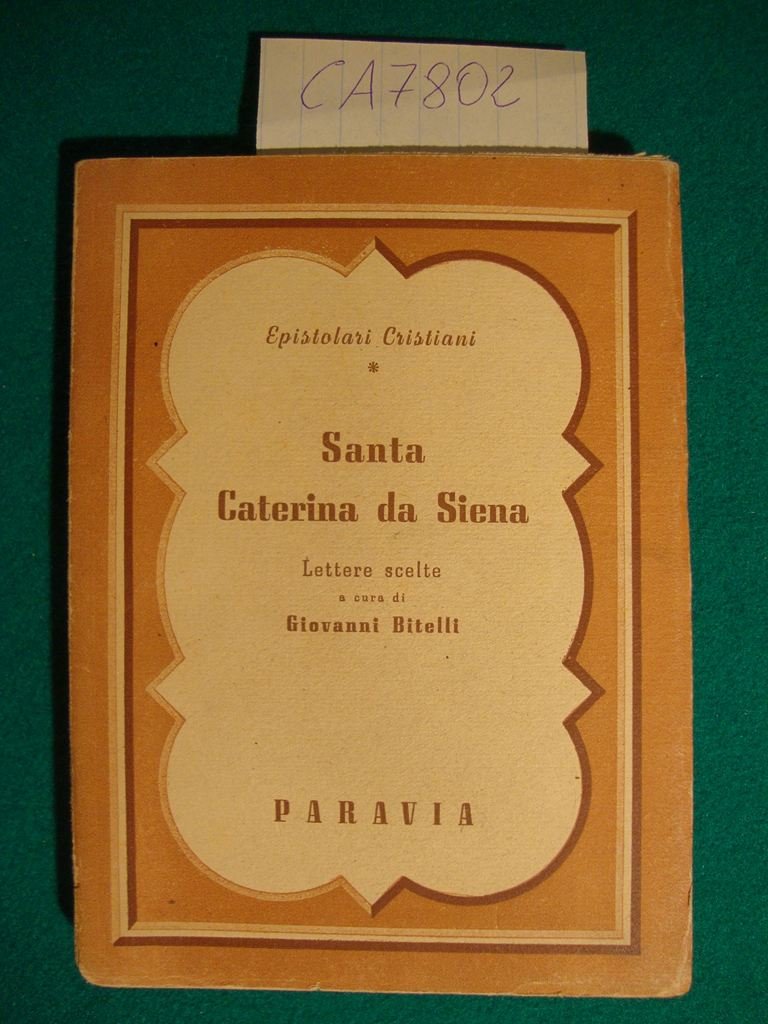 CA7802
Epistolari Cristiani
*
Santa
Caterina da Siena
Lettere scelte
a cura di
Giovanni Bitelli
PARAVIA